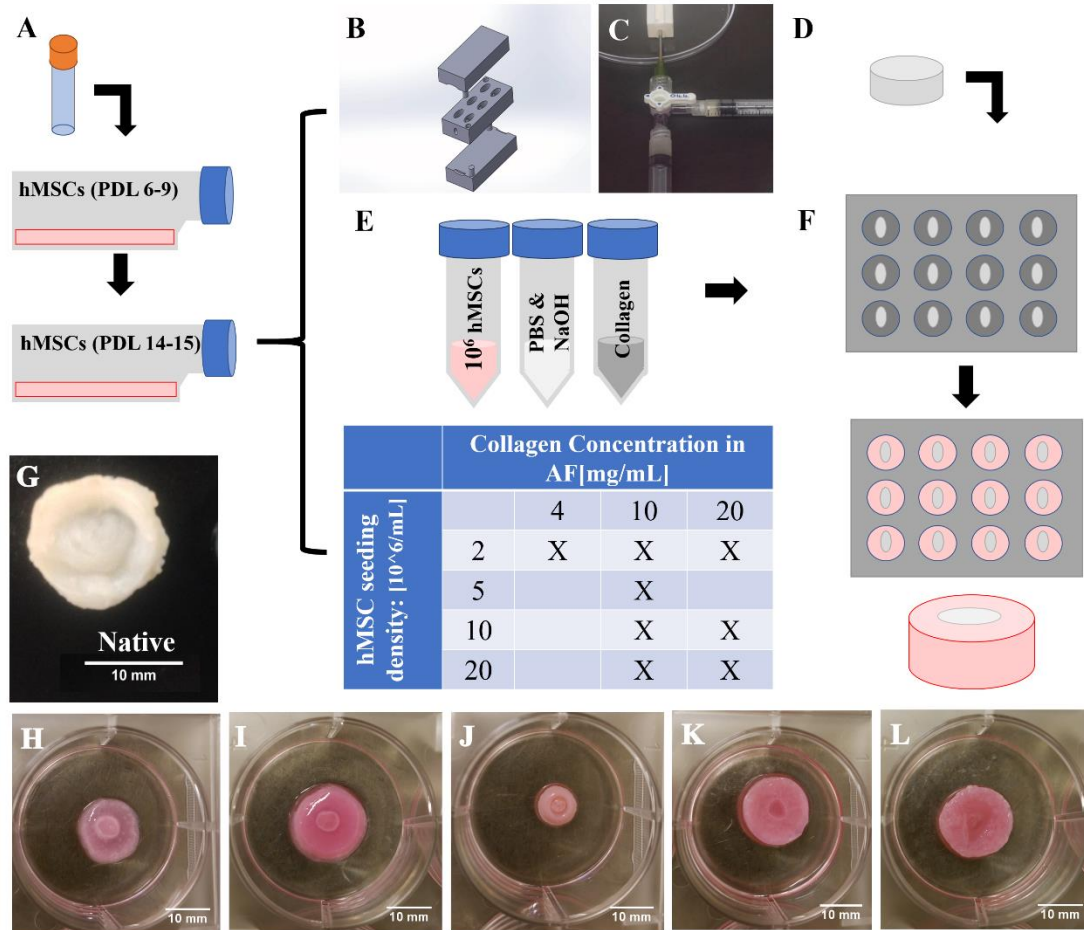 A
B
C
D
hMSCs (PDL 6-9)
hMSCs (PDL 14-15)
E
10⁶ hMSCs
PBS &
NaOH
Collagen
F
Collagen Concentration in
AF[mg/mL]
hMSC seeding
density: [10^6/mL]
4 10 20
2 X X X
5 X
10 X X
20 X X
G
Native
10 mm
H
10 mm
I
10 mm
J
10 mm
K
10 mm
L
10 mm